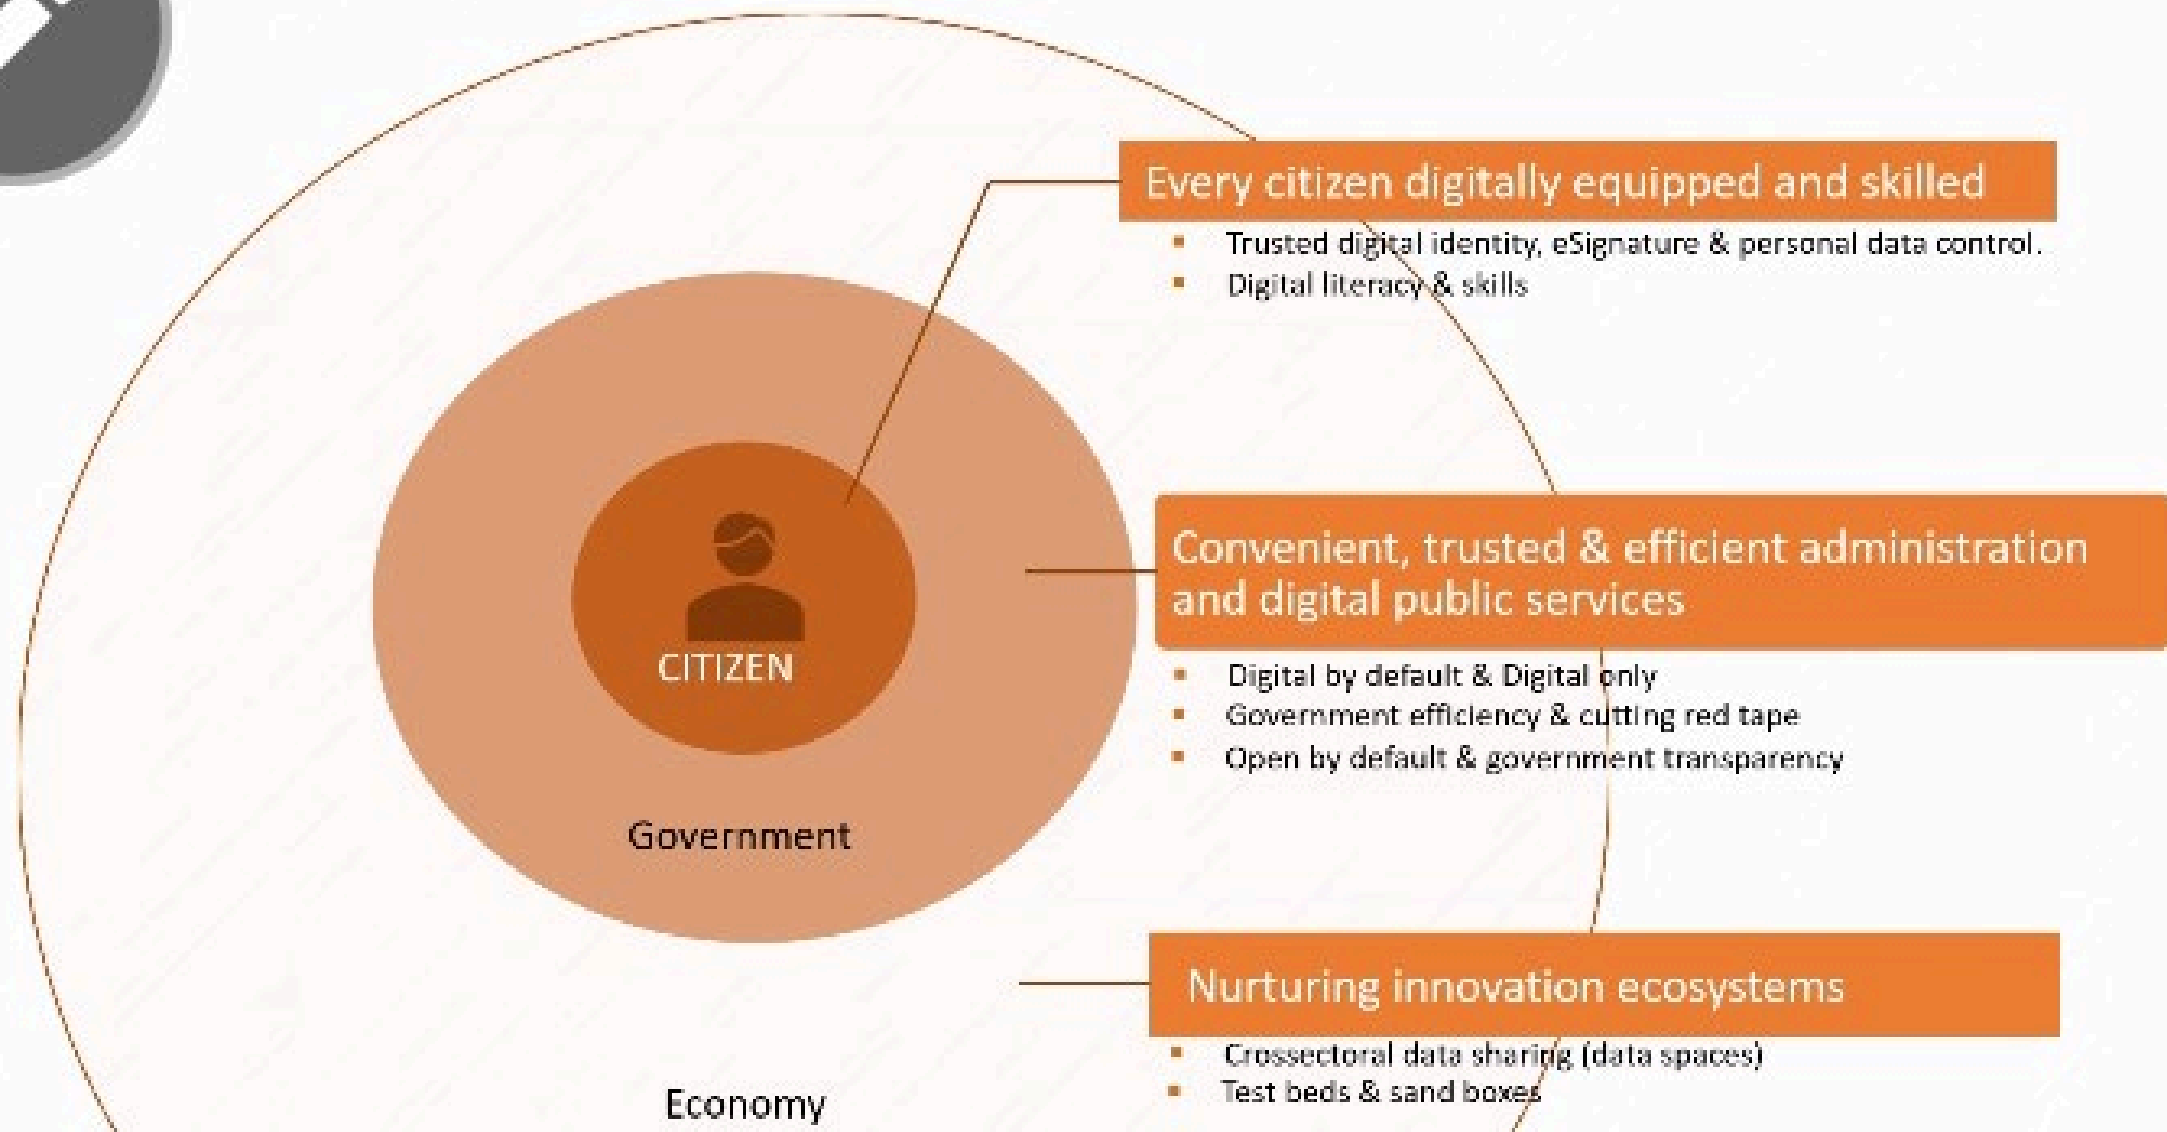 Every citizen digitally equipped and skilled
Trusted digital identity, eSignature & personal data control.
Digital literacy & skills
CITIZEN
Convenient, trusted & efficient administration
and digital public services
Digital by default & Digital only
Government efficiency & cutting red tape
Open by default & government transparency
Government
Nurturing innovation ecosystems
Crossectoral data sharing (data spaces)
Test beds & sand boxes
Economy